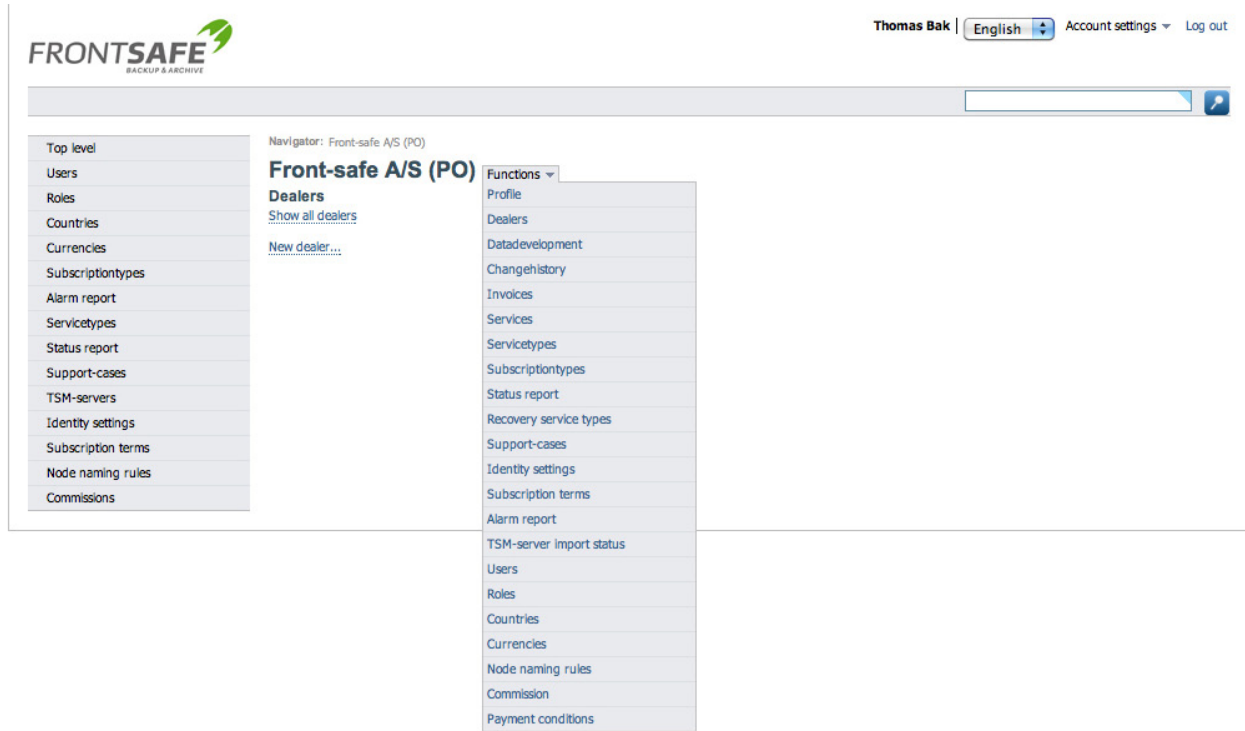 FRONTSAFE
BACKUP & ARCHIVE
Thomas Bak | English Account settings Log out
Top level
Users
Roles
Countries
Currencies
Subscriptiontypes
Alarm report
Servicetypes
Status report
Support-cases
TSM-servers
Identity settings
Subscription terms
Node naming rules
Commissions
Navigator: Front-safe A/S (PO)
Front-safe A/S (PO)
Dealers
Show all dealers
New dealer...
Functions
Profile
Dealers
Datadevelopment
Changehistory
Invoices
Services
Servicetypes
Subscriptiontypes
Status report
Recovery service types
Support-cases
Identity settings
Subscription terms
Alarm report
TSM-server import status
Users
Roles
Countries
Currencies
Node naming rules
Commission
Payment conditions